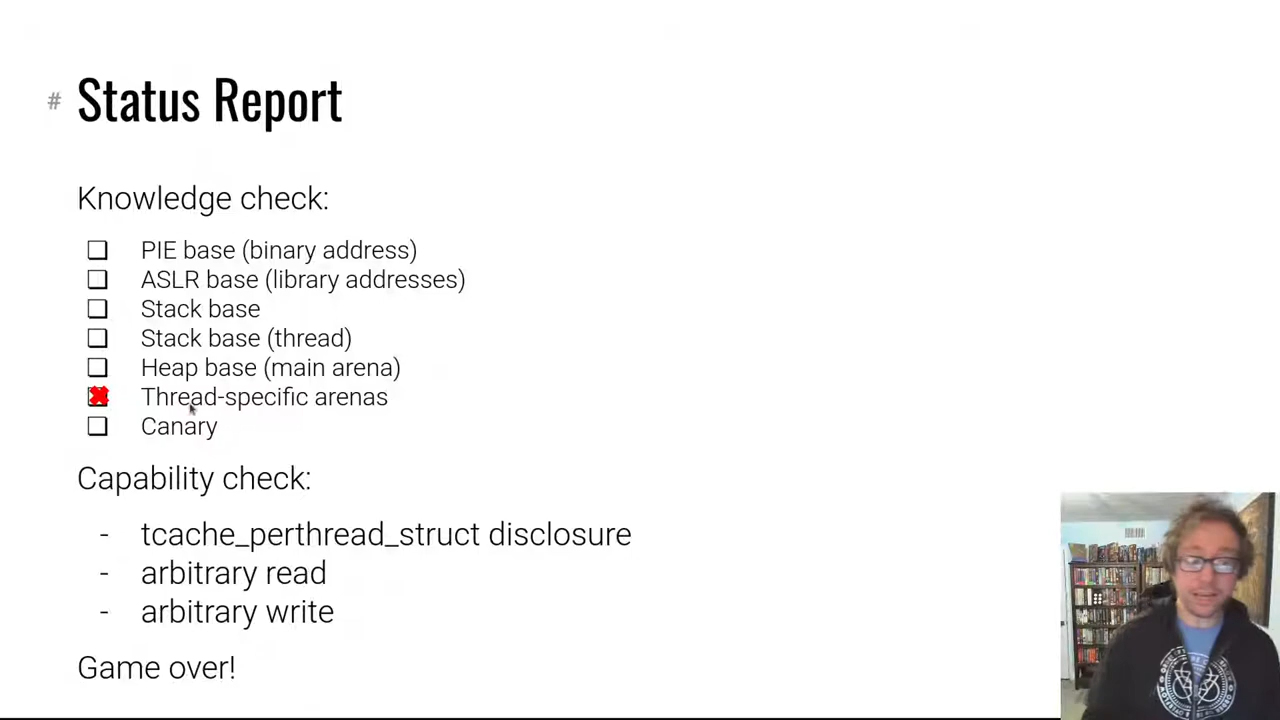 # Status Report
Knowledge check:
PIE base (binary address)
ASLR base (library addresses)
Stack base
Stack base (thread)
Heap base (main arena)
Thread-specific arenas
Canary
Capability check:
- tcache_perthread_struct disclosure
- arbitrary read
- arbitrary write
Game over!